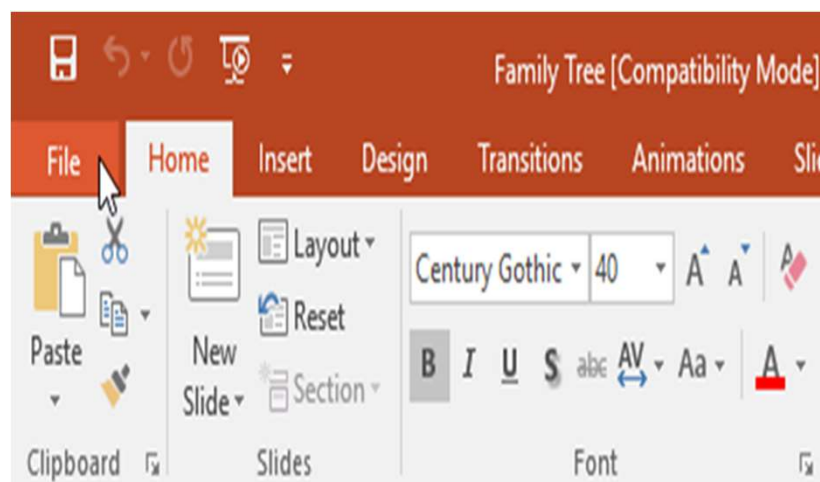 Family Tree [Compatibility Mode]
File Home Insert Design Transitions Animations Sli
Paste
New Slide
Layout
Reset
Section
Century Gothic 40 A A A
B I U S abc AV Aa A
Clipboard Slides Font